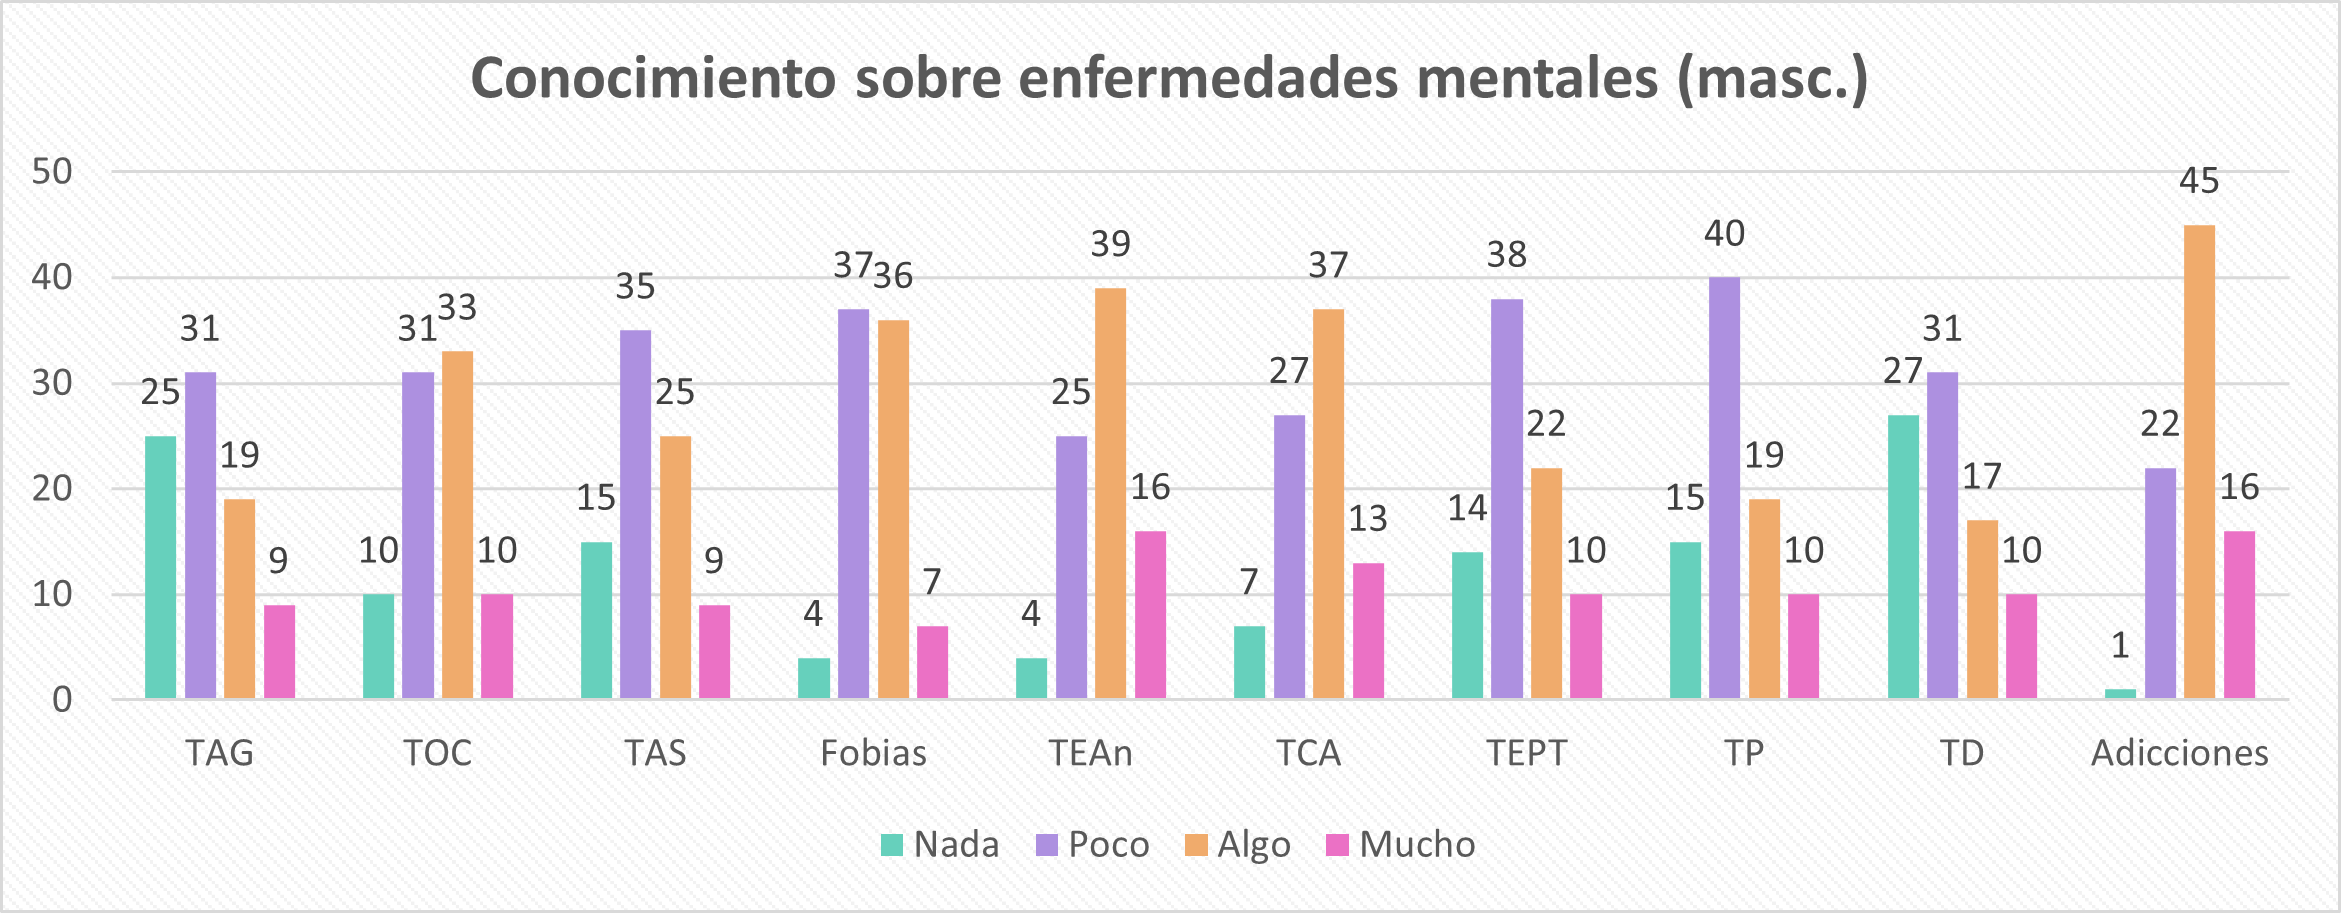 Conocimiento sobre enfermedades mentales (masc.)
50
40
30
20
10
0
25 31 19 9
10 31 33 10
15 35 25 9
4 37 36 7
4 25 39 16
7 27 37 13
14 38 22 10
15 40 19 10
27 31 17 10
1 22 45 16
TAG TOC TAS Fobias TEAn TCA TEPT TP TD Adicciones
Nada Poco Algo Mucho